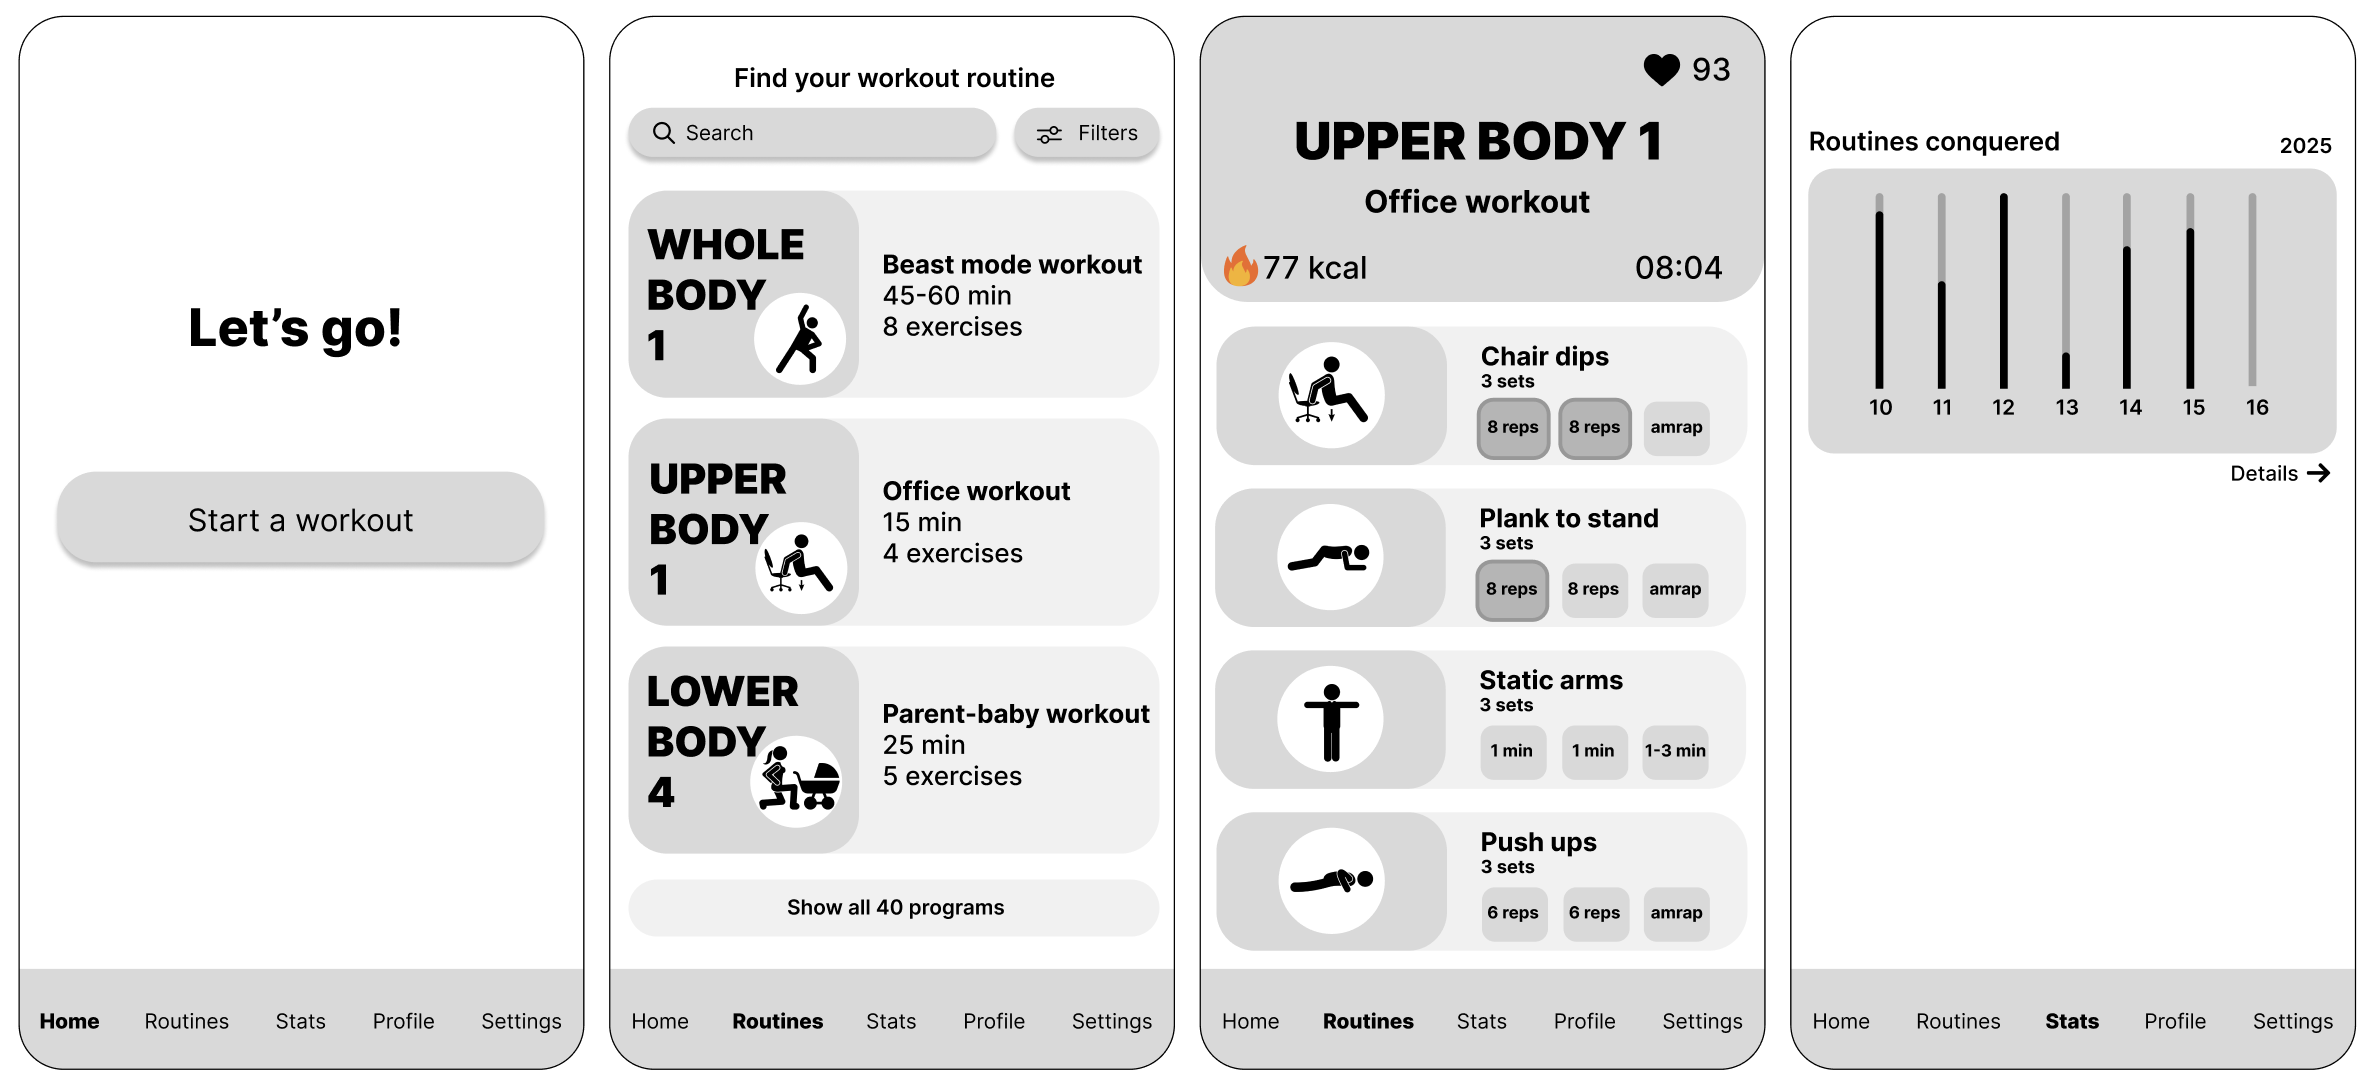 Let’s go!
Start a workout
Home Routines Stats Profile Settings
Find your workout routine
Search
Filters
WHOLE
BODY
1
Beast mode workout
45-60 min
8 exercises
UPPER
BODY
1
Office workout
15 min
4 exercises
LOWER
BODY
4
Parent-baby workout
25 min
5 exercises
Show all 40 programs
Home Routines Stats Profile Settings
93
UPPER BODY 1
Office workout
77 kcal
08:04
Chair dips
3 sets
8 reps 8 reps amrap
Plank to stand
3 sets
8 reps 8 reps amrap
Static arms
3 sets
1 min 1 min 1-3 min
Push ups
3 sets
6 reps 6 reps amrap
Home Routines Stats Profile Settings
Routines conquered 2025
10 11 12 13 14 15 16
Details
Home Routines Stats Profile Settings